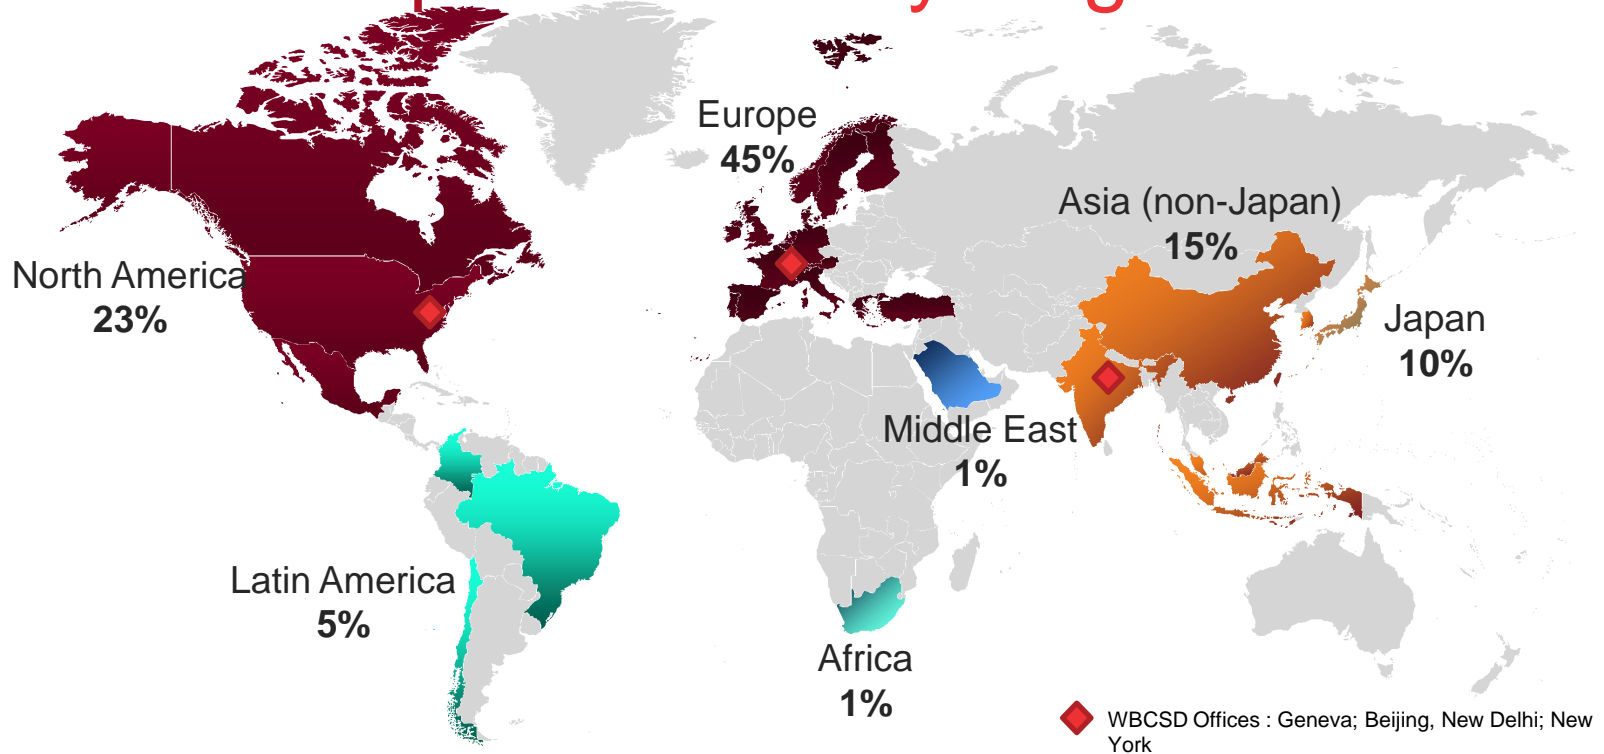 Europe
45%
Asia (non-Japan)
15%
North America
23%
Japan
10%
Middle East
1%
Latin America
5%
Africa
1%
WBCSD Offices : Geneva; Beijing, New Delhi; New
York